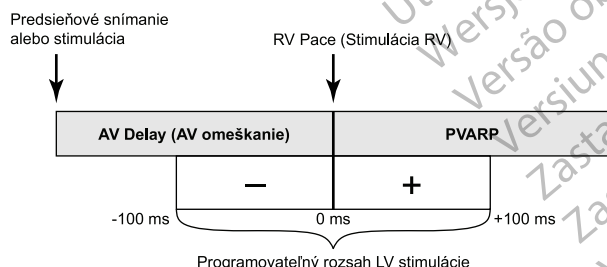 Predsieňové snímanie
alebo stimulácia
RV Pace (Stimulácia RV)
AV Delay (AV omeškanie)
PVARP
-100 ms
0 ms
+100 ms
Programovateľný rozsah LV stimulácie
Versão